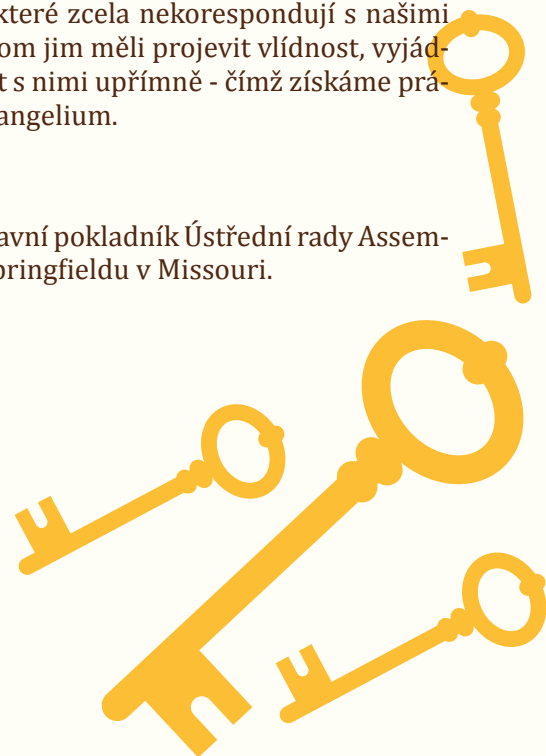 které zcela nekorespondují s našimi
om jim měli projevit vlídnost, vyjád-
t s nimi upřímně - čímž získáme prá-
angelium.
avní pokladník Ústřední rady Assem-
pringfieldu v Missouri.